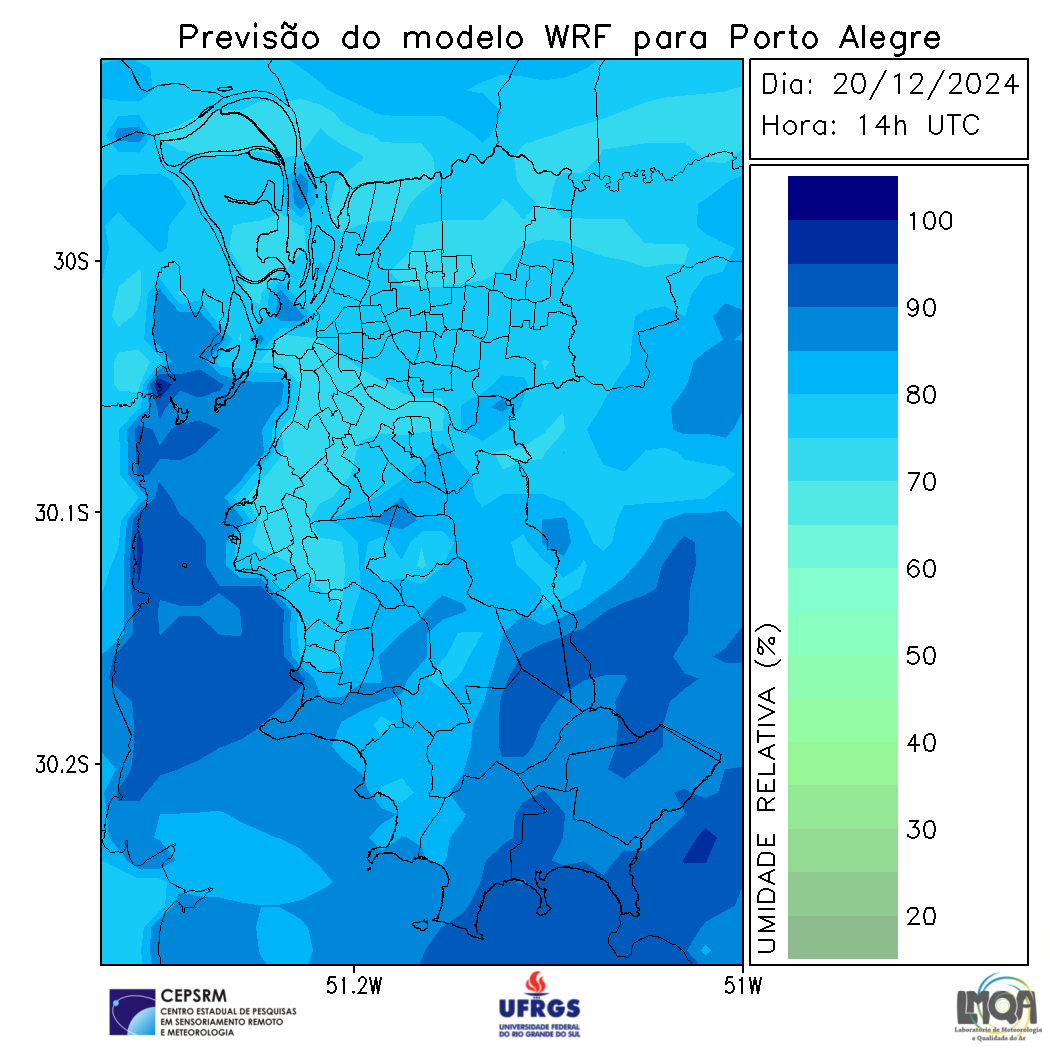 Previsão do modelo WRF para Porto Alegre
Dia: 20/12/2024
Hora: 14h UTC
30S
30.1S
30.2S
51.2W
51W
UMIDADE RELATIVA (%)
100
90
80
70
60
50
40
30
20
CEPSRM
CENTRO ESTADUAL DE PESQUISAS
EM SENSORIAMENTO REMOTO
E METEOROLOGIA
UFRGS
UNIVERSIDADE FEDERAL
DO RIO GRANDE DO SUL
LMQA
Laboratório de Meteorologia
e Qualidade do Ar